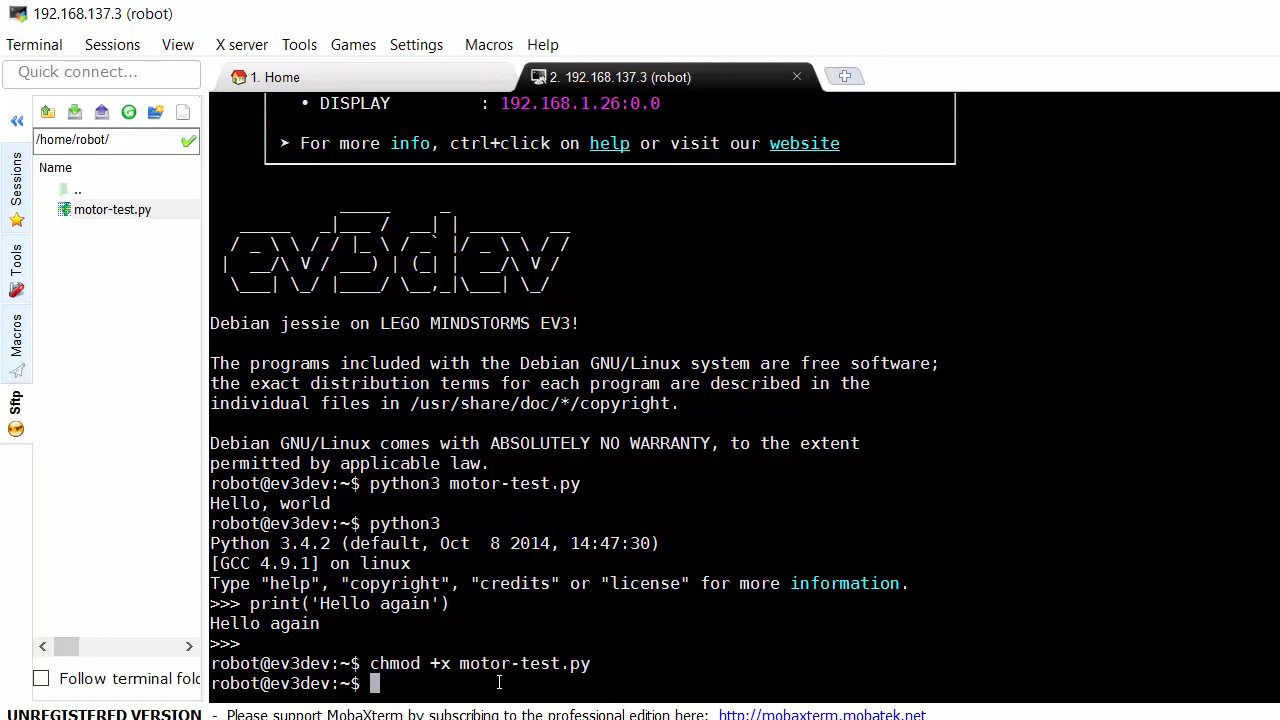 192.168.137.3 (robot)
Terminal Sessions View X server Tools Games Settings Macros Help
Quick connect...
1. Home
2. 192.168.137.3 (robot)
/home/robot/
Name
..
motor-test.py
Sessions
Tools
Macros
Sftp
Follow terminal fold
• DISPLAY : 192.168.1.26:0.0
➤ For more info, ctrl+click on help or visit our website
ev3dev
Debian jessie on LEGO MINDSTORMS EV3!
The programs included with the Debian GNU/Linux system are free software;
the exact distribution terms for each program are described in the
individual files in /usr/share/doc/*/copyright.
Debian GNU/Linux comes with ABSOLUTELY NO WARRANTY, to the extent
permitted by applicable law.
robot@ev3dev:~$ python3 motor-test.py
Hello, world
robot@ev3dev:~$ python3
Python 3.4.2 (default, Oct  8 2014, 14:47:30)
[GCC 4.9.1] on linux
Type "help", "copyright", "credits" or "license" for more information.
>>> print('Hello again')
Hello again
>>>
robot@ev3dev:~$ chmod +x motor-test.py
robot@ev3dev:~$
UNREGISTERED VERSION - Please support MobaXterm by subscribing to the professional edition here: http://mobaxterm.mobatek.net